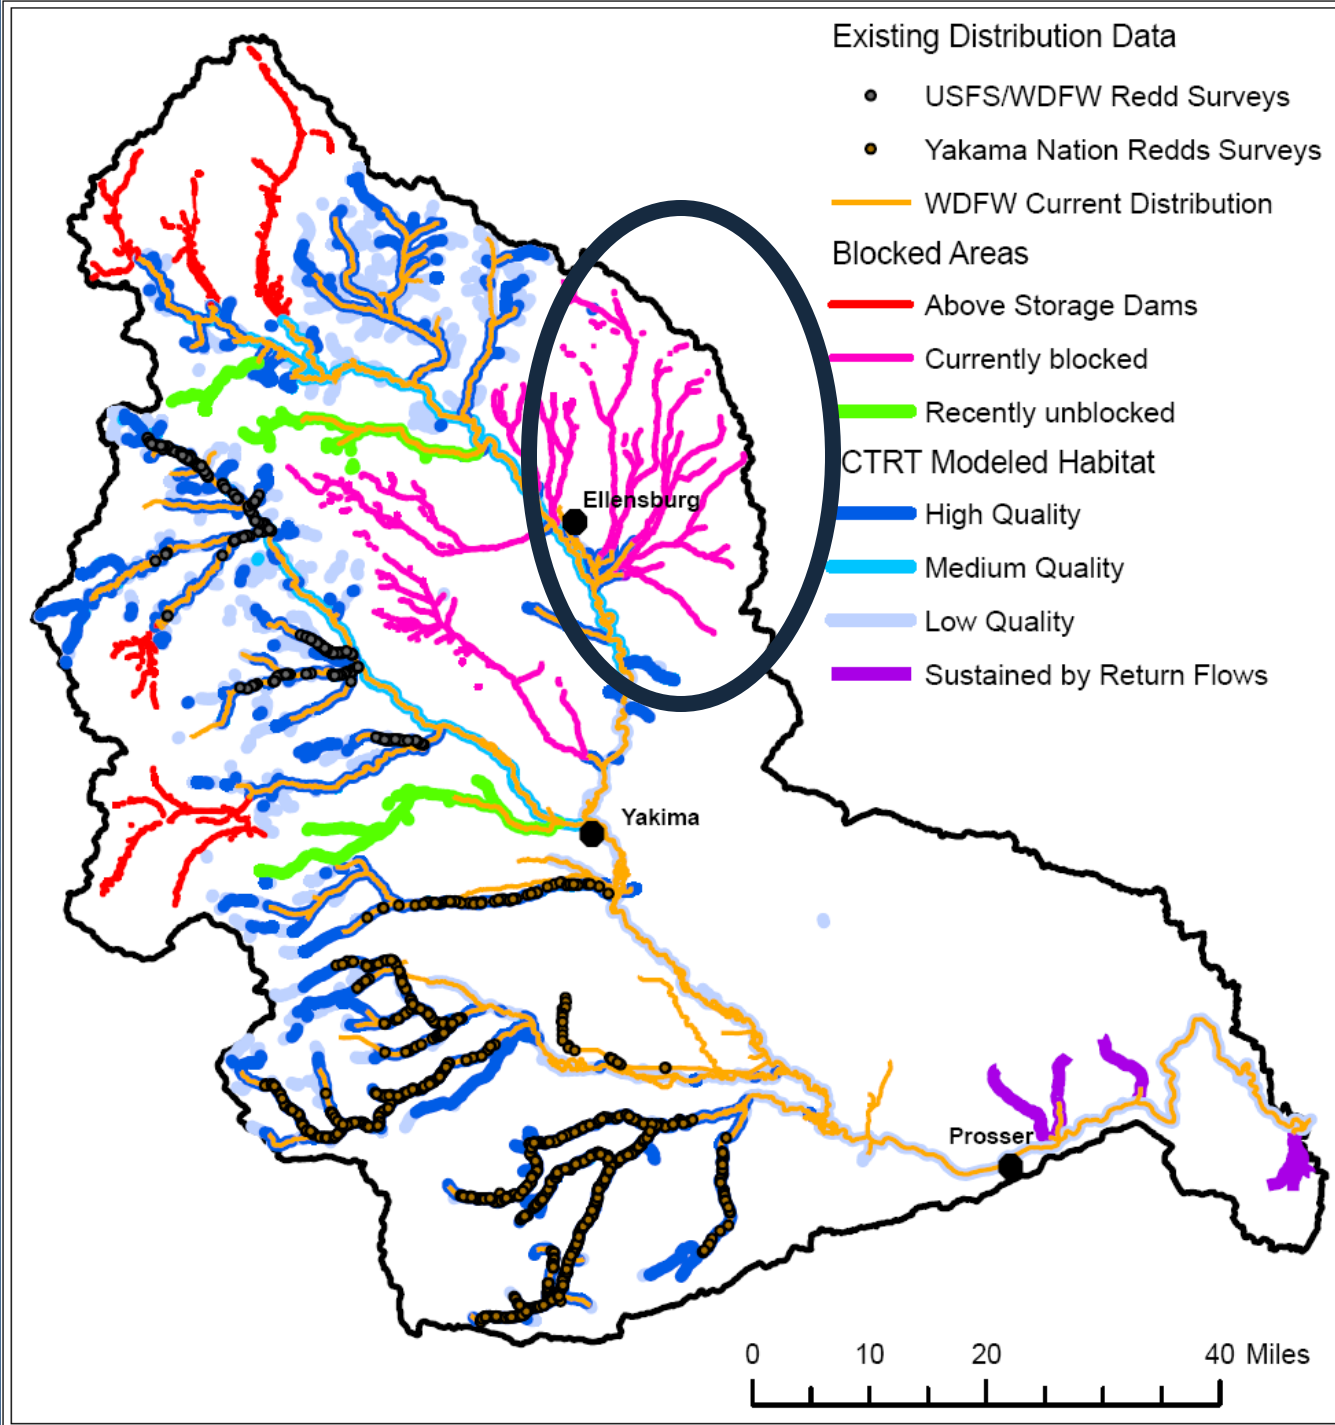 Existing Distribution Data
USFS/WDFW Redd Surveys
Yakama Nation Redds Surveys
WDFW Current Distribution
Blocked Areas
Above Storage Dams
Currently blocked
Recently unblocked
CTRT Modeled Habitat
High Quality
Medium Quality
Low Quality
Sustained by Return Flows
Ellensburg
Yakima
Prosser
0 10 20 40 Miles